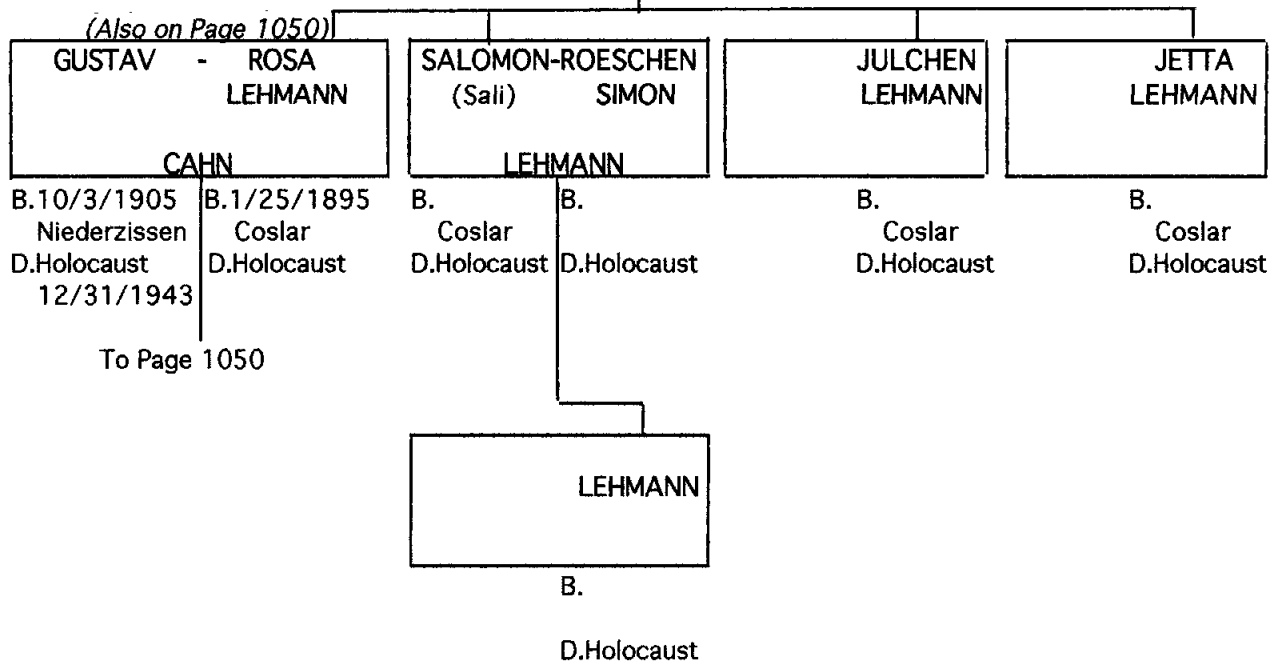 (Also on Page 1050)
GUSTAV - ROSA
LEHMANN
CAHN
B.10/3/1905 B.1/25/1895
Niederzissen Coslar
D.Holocaust D.Holocaust
12/31/1943
To Page 1050
SALOMON-ROESCHEN
(Sali) SIMON
LEHMANN
B. B.
Coslar
D.Holocaust D.Holocaust
LEHMANN
B.
D.Holocaust
JULCHEN
LEHMANN
B.
Coslar
D.Holocaust
JETTA
LEHMANN
B.
Coslar
D.Holocaust